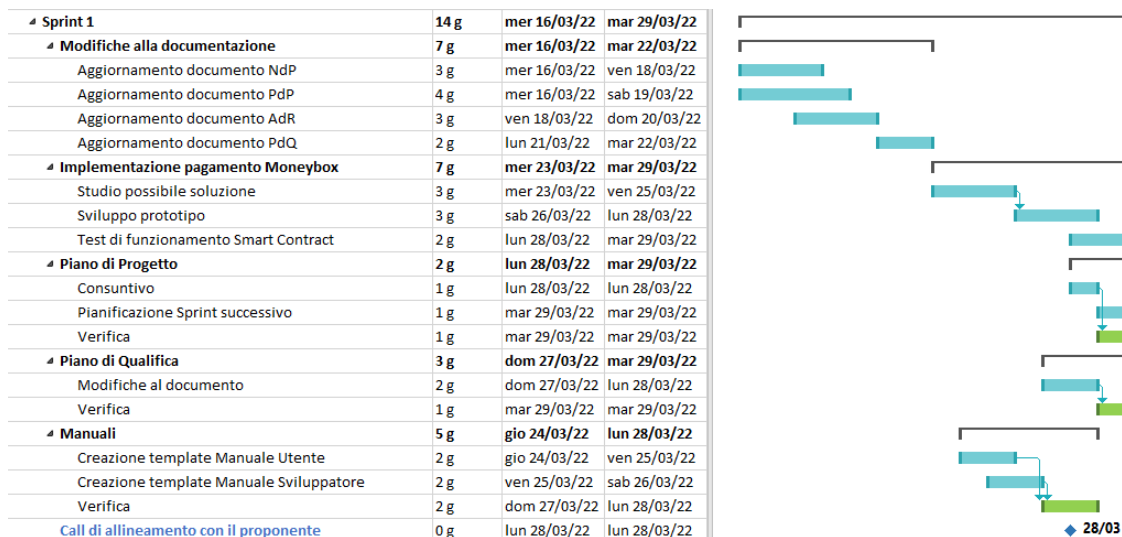 Sprint 1 14 g mer 16/03/22 mar 29/03/22
Modifiche alla documentazione 7 g mer 16/03/22 mar 22/03/22
Aggiornamento documento NdP 3 g mer 16/03/22 ven 18/03/22
Aggiornamento documento PdP 4 g mer 16/03/22 sab 19/03/22
Aggiornamento documento AdR 3 g ven 18/03/22 dom 20/03/22
Aggiornamento documento PdQ 2 g lun 21/03/22 mar 22/03/22
Implementazione pagamento Moneybox 7 g mer 23/03/22 mar 29/03/22
Studio possibile soluzione 3 g mer 23/03/22 ven 25/03/22
Sviluppo prototipo 3 g sab 26/03/22 lun 28/03/22
Test di funzionamento Smart Contract 2 g lun 28/03/22 mar 29/03/22
Piano di Progetto 2 g lun 28/03/22 mar 29/03/22
Consuntivo 1 g lun 28/03/22 lun 28/03/22
Pianificazione Sprint successivo 1 g mar 29/03/22 mar 29/03/22
Verifica 1 g mar 29/03/22 mar 29/03/22
Piano di Qualifica 3 g dom 27/03/22 mar 29/03/22
Modifiche al documento 2 g dom 27/03/22 lun 28/03/22
Verifica 1 g mar 29/03/22 mar 29/03/22
Manuali 5 g gio 24/03/22 lun 28/03/22
Creazione template Manuale Utente 2 g gio 24/03/22 ven 25/03/22
Creazione template Manuale Sviluppatore 2 g ven 25/03/22 sab 26/03/22
Verifica 2 g dom 27/03/22 lun 28/03/22
Call di allineamento con il proponente 0 g lun 28/03/22 lun 28/03/22 28/03